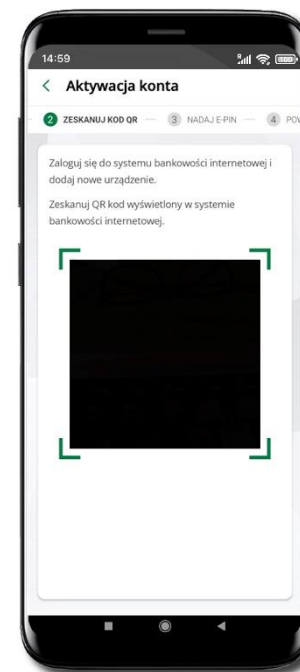 14:59
Aktywacja konta
2 ZESKANUJ KOD QR 3 NADAJ E-PIN 4
Zaloguj się do systemu bankowości internetowej i
dodaj nowe urządzenie.
Zeskanuj QR kod wyświetlony w systemie
bankowości internetowej.